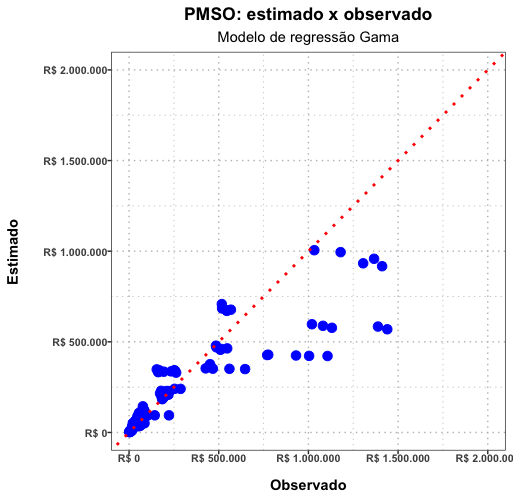 PMSO: estimado x observado
Modelo de regressão Gama
R$ 2.000.000
R$ 1.500.000
R$ 1.000.000
R$ 500.000
R$ 0
Estimado
R$ 0 R$ 500.000 R$ 1.000.000 R$ 1.500.000 R$ 2.000.000
Observado